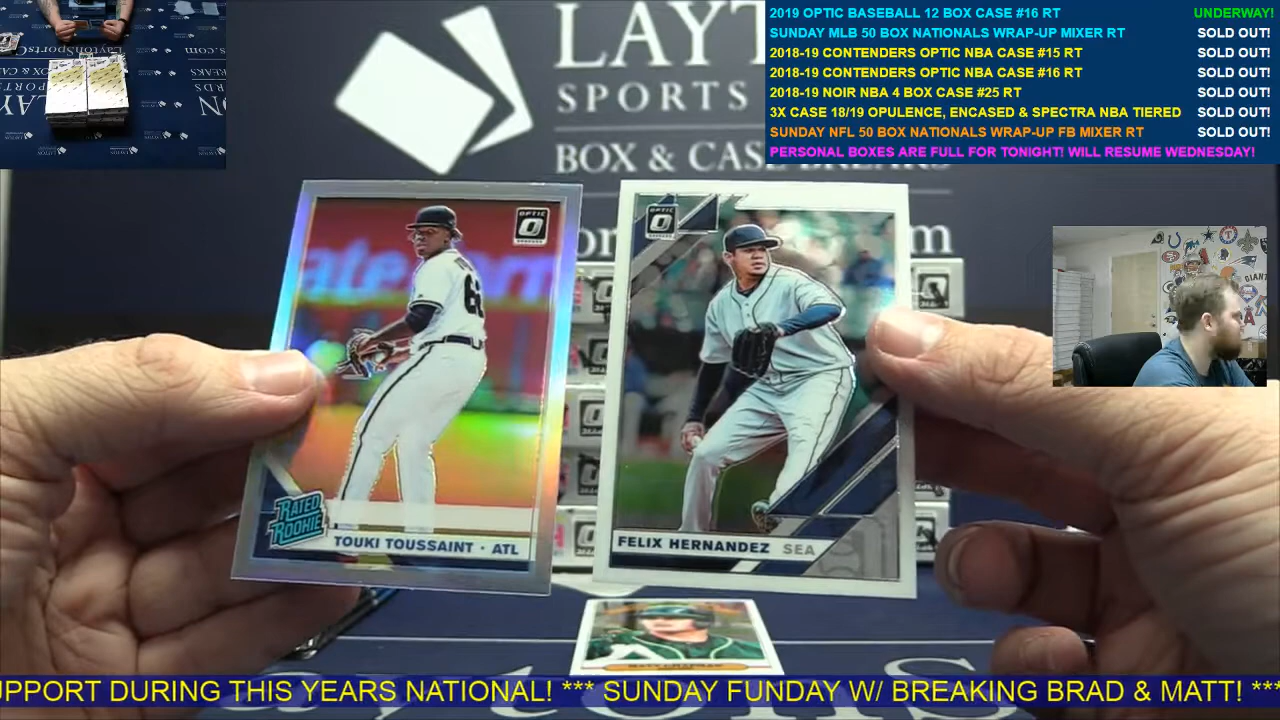 2019 OPTIC BASEBALL 12 BOX CASE #16 RT UNDERWAY!
SUNDAY MLB 50 BOX NATIONALS WRAP-UP MIXER RT SOLD OUT!
2018-19 CONTENDERS OPTIC NBA CASE #15 RT SOLD OUT!
2018-19 CONTENDERS OPTIC NBA CASE #16 RT SOLD OUT!
2018-19 NOIR NBA 4 BOX CASE #25 RT SOLD OUT!
3X CASE 18/19 OPULENCE, ENCASED & SPECTRA NBA TIERED SOLD OUT!
SUNDAY NFL 50 BOX NATIONALS WRAP-UP FB MIXER RT SOLD OUT!
PERSONAL BOXES ARE FULL FOR TONIGHT! WILL RESUME WEDNESDAY!
LAYT
SPORTS
BOX & CASE BREAKS
OPTIC
OPTIC
RATED ROOKIE
TOUKI TOUSSAINT · ATL
FELIX HERNANDEZ SEA
UPPORT DURING THIS YEARS NATIONAL! *** SUNDAY FUNDAY W/ BREAKING BRAD & MATT! ***